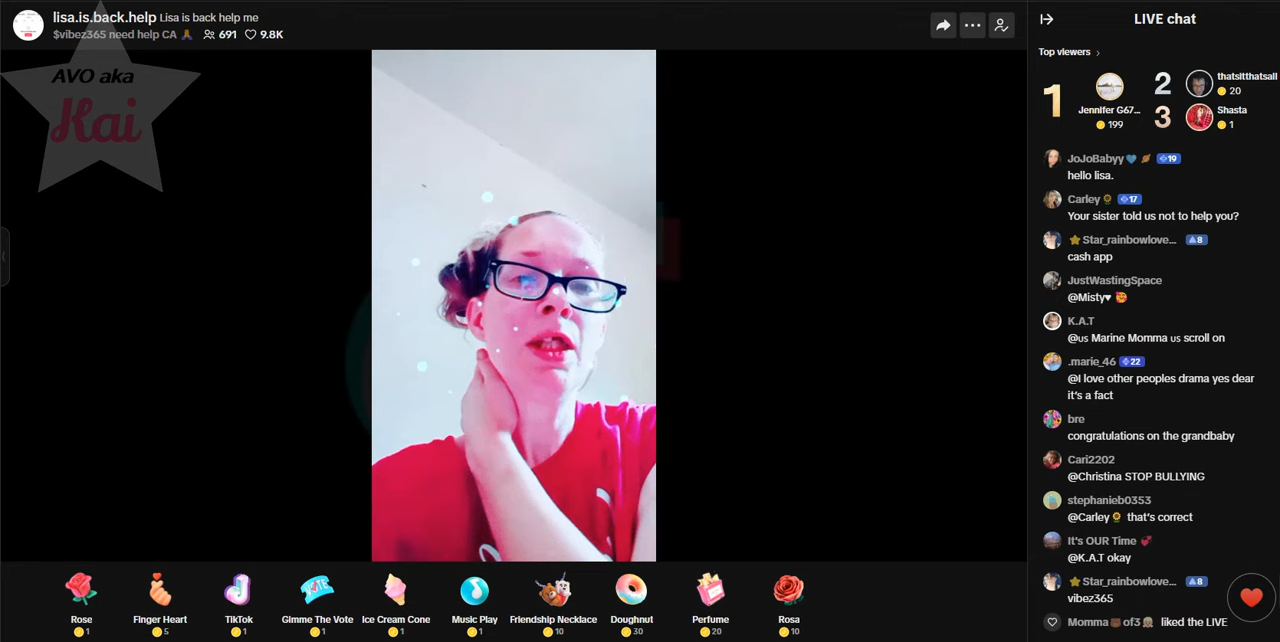 lisa.is.back.help Lisa is back help me
$vibez365 need help CA 🙏 691 9.8K
AVO aka
Kai
LIVE chat
Top viewers
1
Jennifer G67...
199
2
thatsitthatsall
20
3
Shasta
1
JoJoBabyy💙🍂 19
hello lisa.
Carley🌻 17
Your sister told us not to help you?
⭐Star_rainbowlove... 8
cash app
JustWastingSpace
@Misty♥ 🥰
K.A.T
@us Marine Momma us scroll on
.marie_46 22
@I love other peoples drama yes dear
it's a fact
bre
congratulations on the grandbaby
Cari2202
@Christina STOP BULLYING
stephanieb0353
@Carley🌻 that's correct
It's OUR Time 💞
@K.A.T okay
⭐Star_rainbowlove... 8
vibez365
Momma🐻of3 liked the LIVE
Rose
1
Finger Heart
5
TikTok
1
VOTE
Gimme The Vote
1
Ice Cream Cone
1
Music Play
1
Friendship Necklace
10
Doughnut
30
Perfume
20
Rosa
10